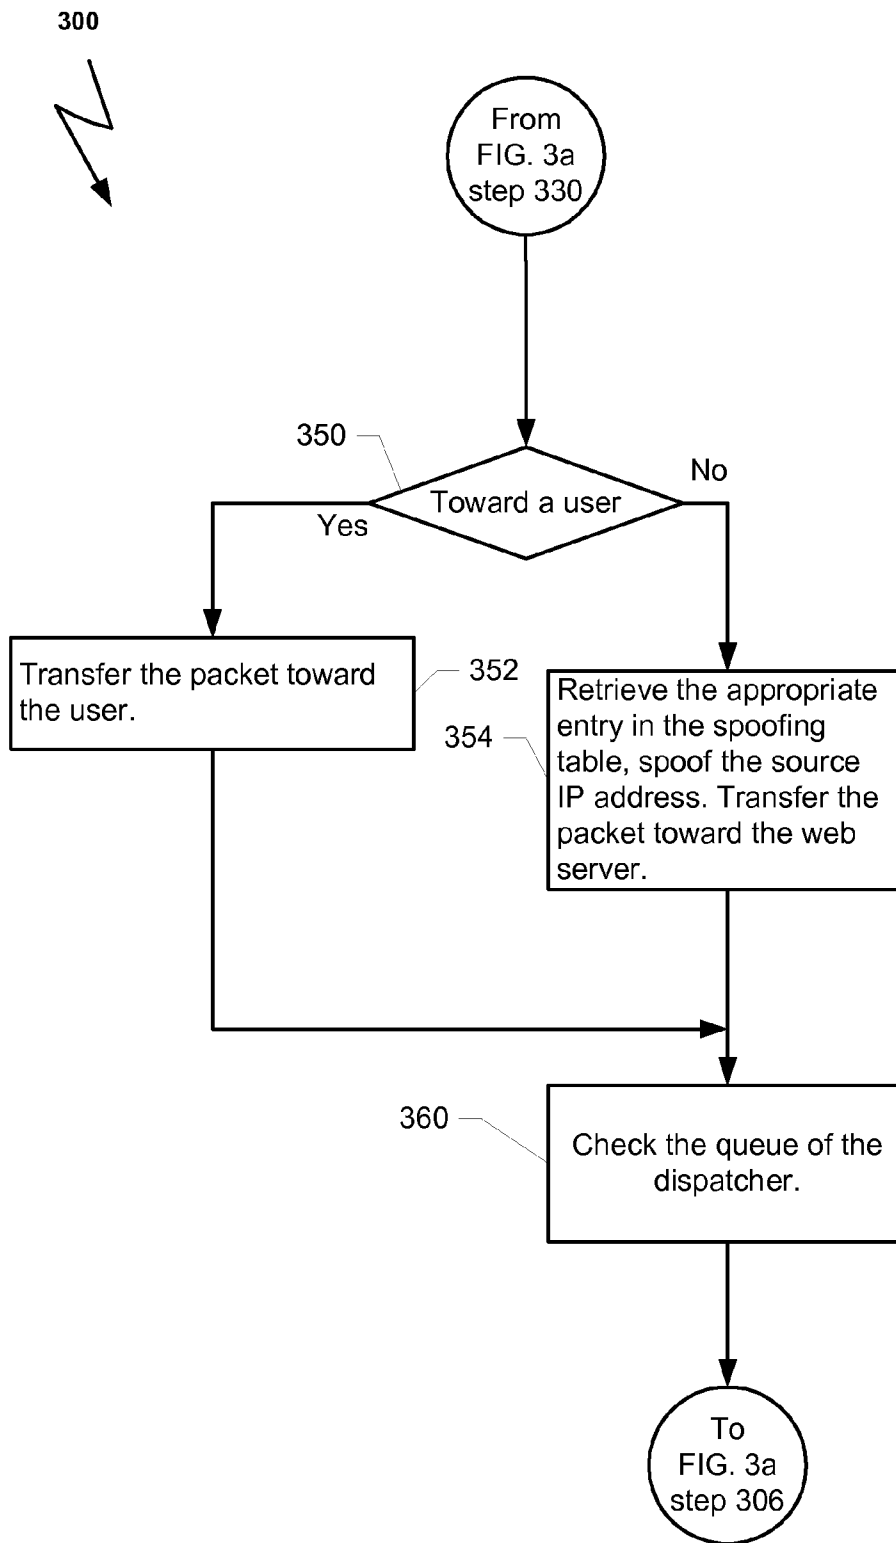 300
From
FIG. 3a
step 330
350
Toward a user
No
Yes
Transfer the packet toward
the user.
352
354
Retrieve the appropriate
entry in the spoofing
table, spoof the source
IP address. Transfer the
packet toward the web
server.
360
Check the queue of the
dispatcher.
To
FIG. 3a
step 306